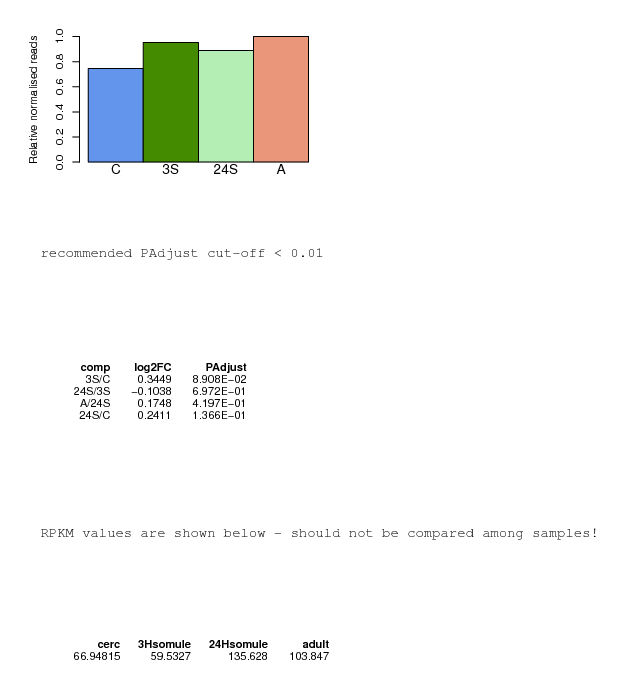 Relative normalised reads
1.0
0.8
0.6
0.4
0.2
0.0
C 3S 24S A
recommended PAdjust cut-off < 0.01
comp log2FC PAdjust
3S/C 0.3449 8.908E−02
24S/3S −0.1038 6.972E−01
A/24S 0.1748 4.197E−01
24S/C 0.2411 1.366E−01
RPKM values are shown below - should not be compared among samples!
cerc 3Hsomule 24Hsomule adult
66.94815 59.5327 135.628 103.847